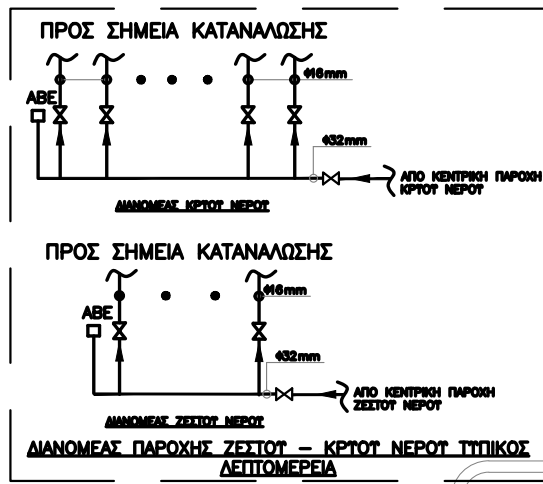 ΠΡΟΣ ΣΗΜΕΙΑ ΚΑΤΑΝΑΛΩΣΗΣ
Φ16mm
ΑΒΕ
Φ32mm
ΑΠΟ ΚΕΝΤΡΙΚΗ ΠΑΡΟΧΗ
ΚΡΥΟΥ ΝΕΡΟΥ
ΔΙΑΝΟΜΕΑΣ ΚΡΥΟΥ ΝΕΡΟΥ
ΠΡΟΣ ΣΗΜΕΙΑ ΚΑΤΑΝΑΛΩΣΗΣ
Φ16mm
ΑΒΕ
Φ32mm
ΑΠΟ ΚΕΝΤΡΙΚΗ ΠΑΡΟΧΗ
ΖΕΣΤΟΥ ΝΕΡΟΥ
ΔΙΑΝΟΜΕΑΣ ΖΕΣΤΟΥ ΝΕΡΟΥ
ΔΙΑΝΟΜΕΑΣ ΠΑΡΟΧΗΣ ΖΕΣΤΟΥ – ΚΡΥΟΥ ΝΕΡΟΥ ΤΥΠΙΚΟΣ
ΛΕΠΤΟΜΕΡΕΙΑ